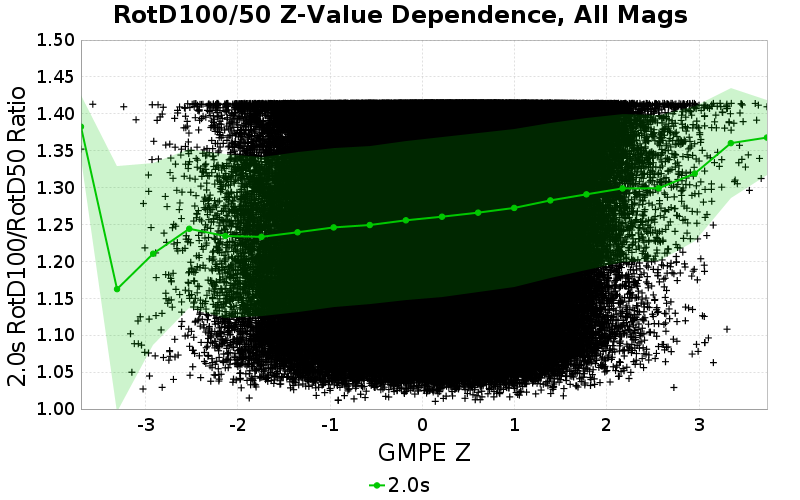 RotD100/50 Z-Value Dependence, All Mags
2.0s RotD100/RotD50 Ratio
1.50
1.45
1.40
1.35
1.30
1.25
1.20
1.15
1.10
1.05
1.00
-3 -2 -1 0 1 2 3
GMPE Z
2.0s